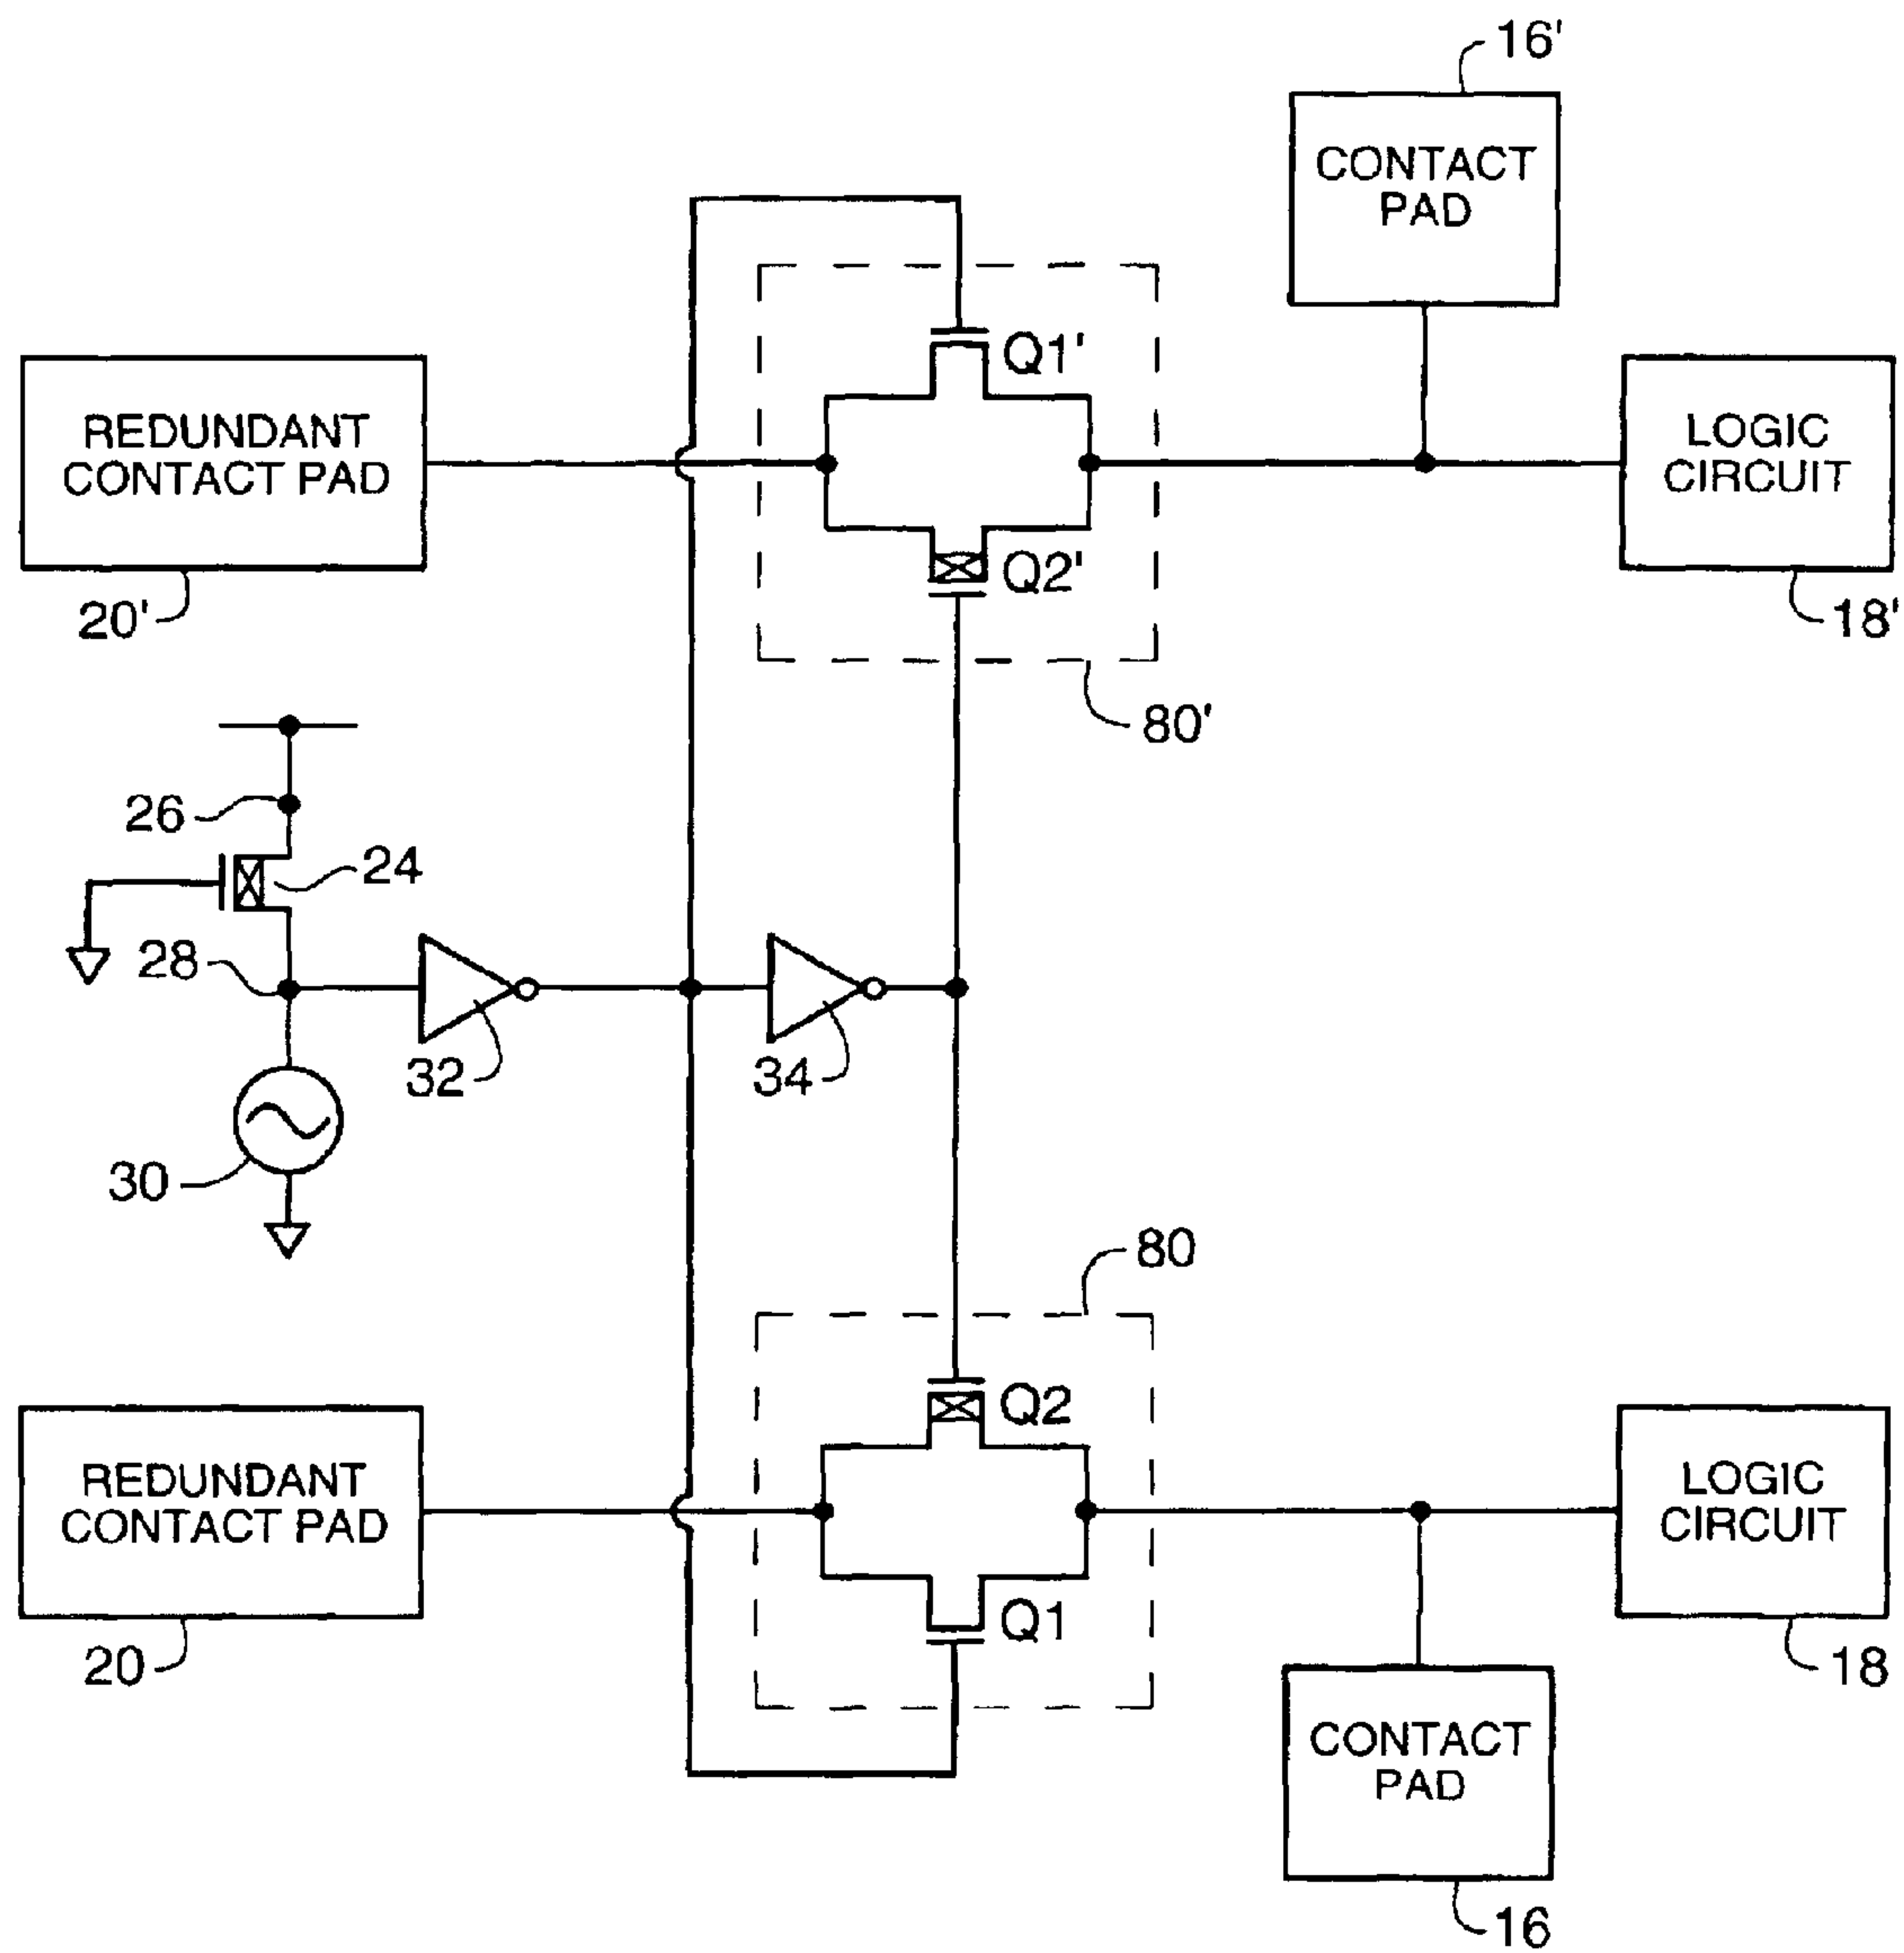 16'
CONTACT
PAD
Q1'
REDUNDANT
CONTACT PAD
LOGIC
CIRCUIT
Q2'
20'
18'
80'
26
24
28
32
34
30
80
Q2
REDUNDANT
CONTACT PAD
LOGIC
CIRCUIT
Q1
20
18
CONTACT
PAD
16